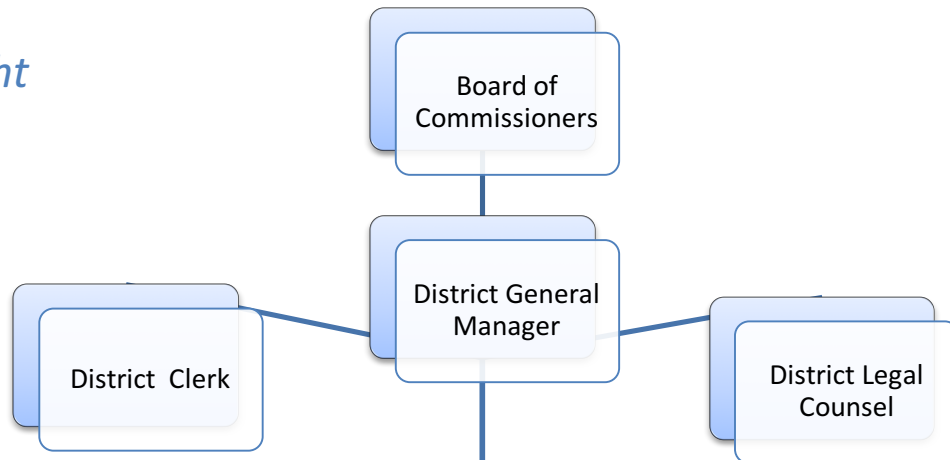 Board of
Commissioners
District General
Manager
District Clerk
District Legal
Counsel